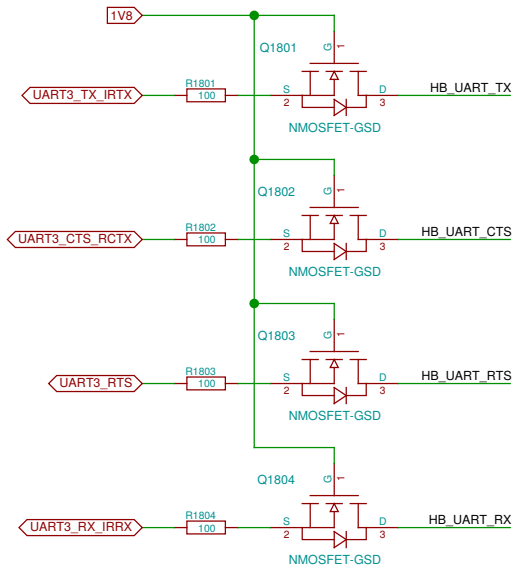 1V8
Q1801
G
1
UART3_TX_IRTX
R1801
100
S
2
D
3
HB_UART_TX
NMOSFET-GSD
Q1802
G
1
UART3_CTS_RCTX
R1802
100
S
2
D
3
HB_UART_CTS
NMOSFET-GSD
Q1803
G
1
UART3_RTS
R1803
100
S
2
D
3
HB_UART_RTS
NMOSFET-GSD
Q1804
G
1
UART3_RX_IRRX
R1804
100
S
2
D
3
HB_UART_RX
NMOSFET-GSD